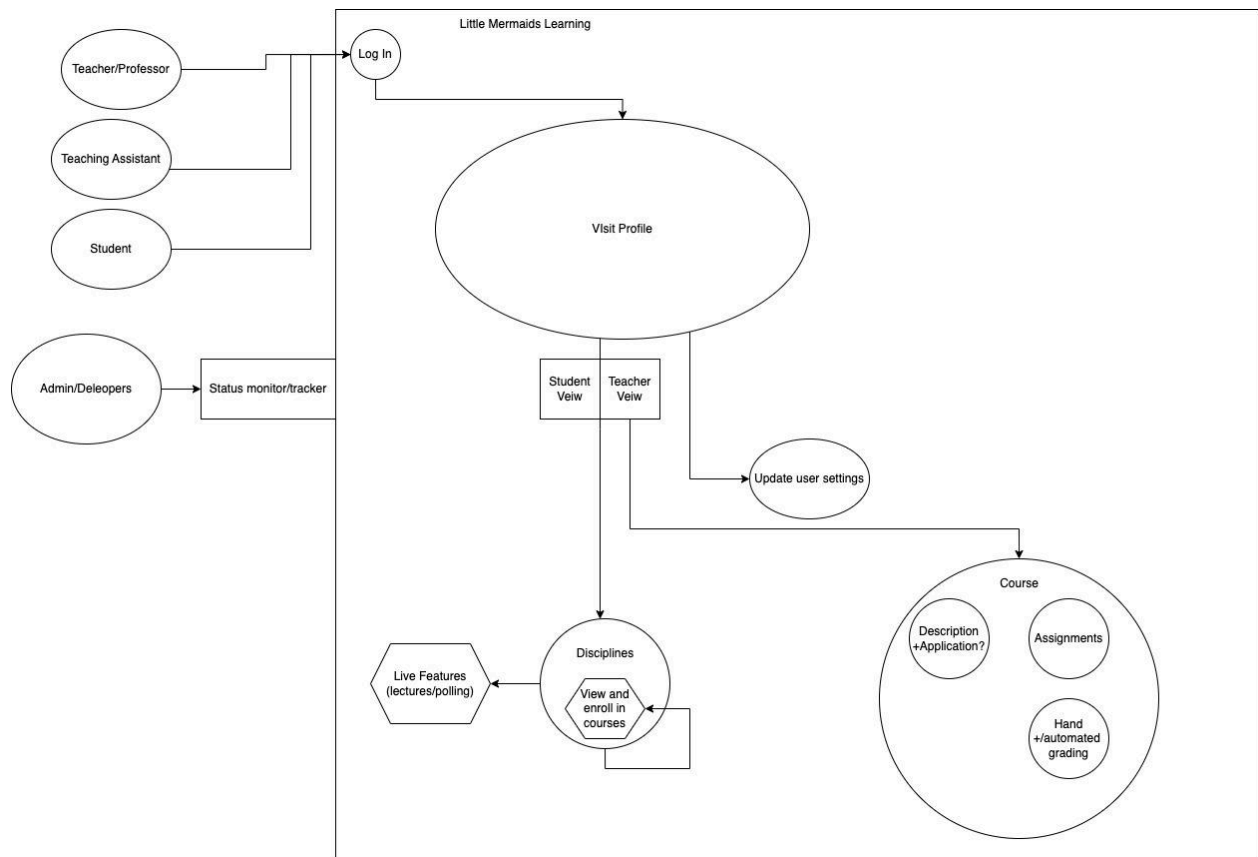 Little Mermaids Learning
Teacher/Professor
Log In
Teaching Assistant
Student
VIsit Profile
Admin/Deleopers
Status monitor/tracker
Student
Veiw
Teacher
Veiw
Update user settings
Course
Description
+Application?
Assignments
Disciplines
Live Features
(lectures/polling)
View and
enroll in
courses
Hand
+/automated
grading